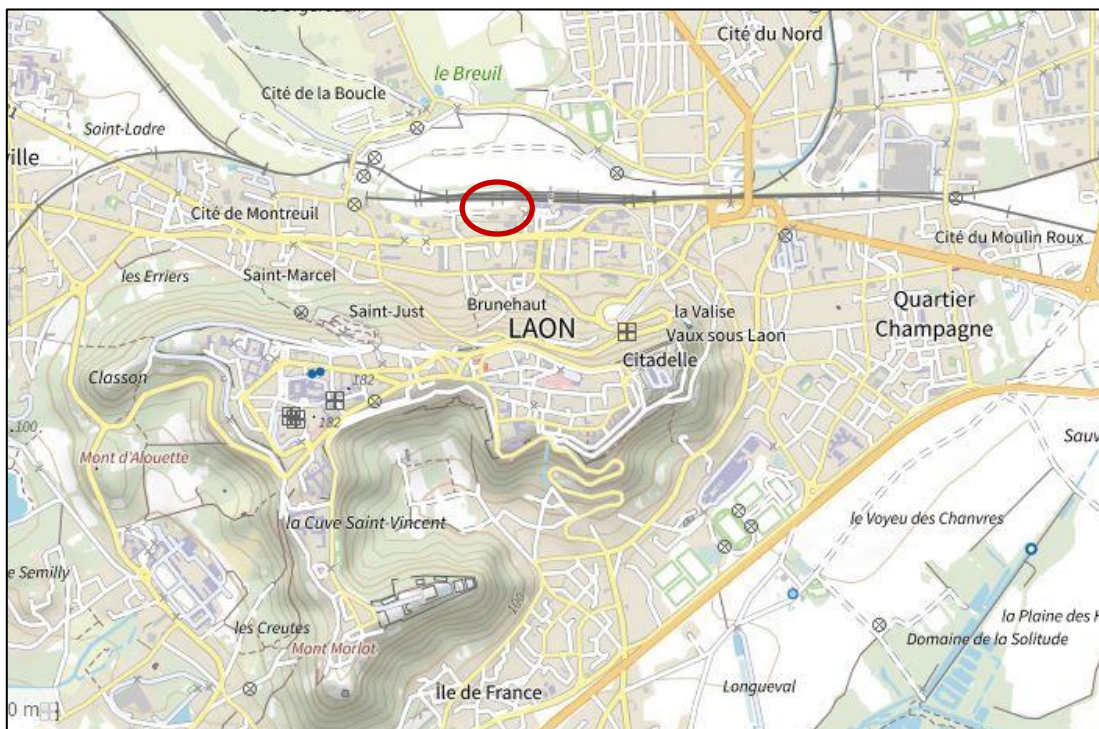 Cité du Nord
le Breuil
Cité de la Boucle
Saint-Ladre
ville
Cité de Montreuil
Cité du Moulin Roux
les Erriers
Saint-Marcel
Quartier
Champagne
Saint-Just
Brunehaut
la Valise
LAON
Vaux sous Laon
Citadelle
Classon
182
182
100
Mont d'Alouette
Sauv
la Cuve Saint-Vincent
le Voyeu des Chanvres
e Semilly
100
la Plaine des H
les Creutes
Domaine de la Solitude
Mont Morlot
Île de France
Longueval
0 m